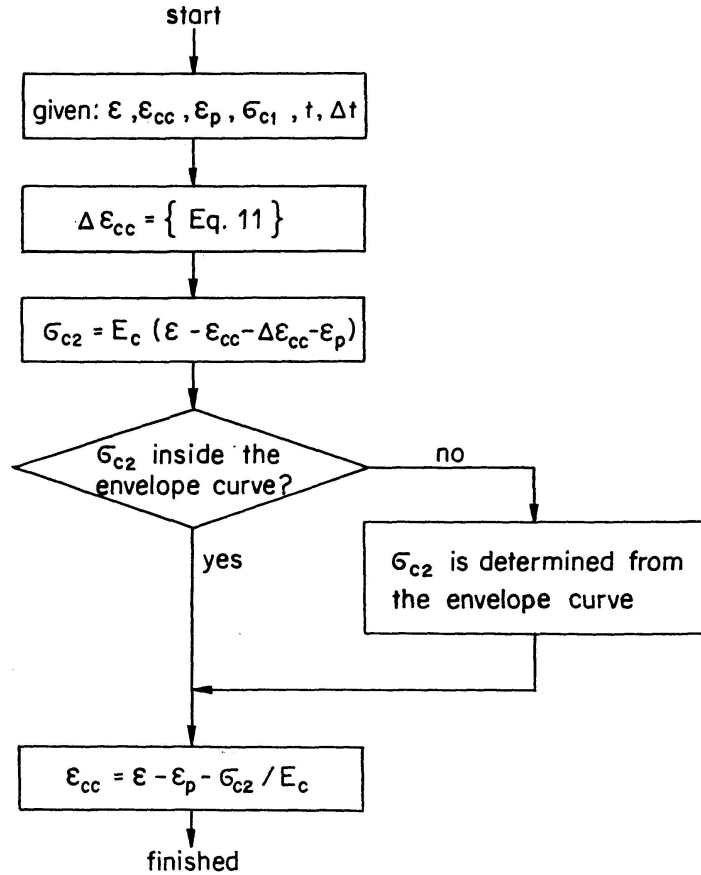 start
given: ε, ε_cc, ε_p, σ_c1, t, Δt
Δε_cc = { Eq. 11 }
σ_c2 = E_c (ε - ε_cc - Δε_cc - ε_p)
σ_c2 inside the
envelope curve?
no
yes
σ_c2 is determined from
the envelope curve
ε_cc = ε - ε_p - σ_c2 / E_c
finished